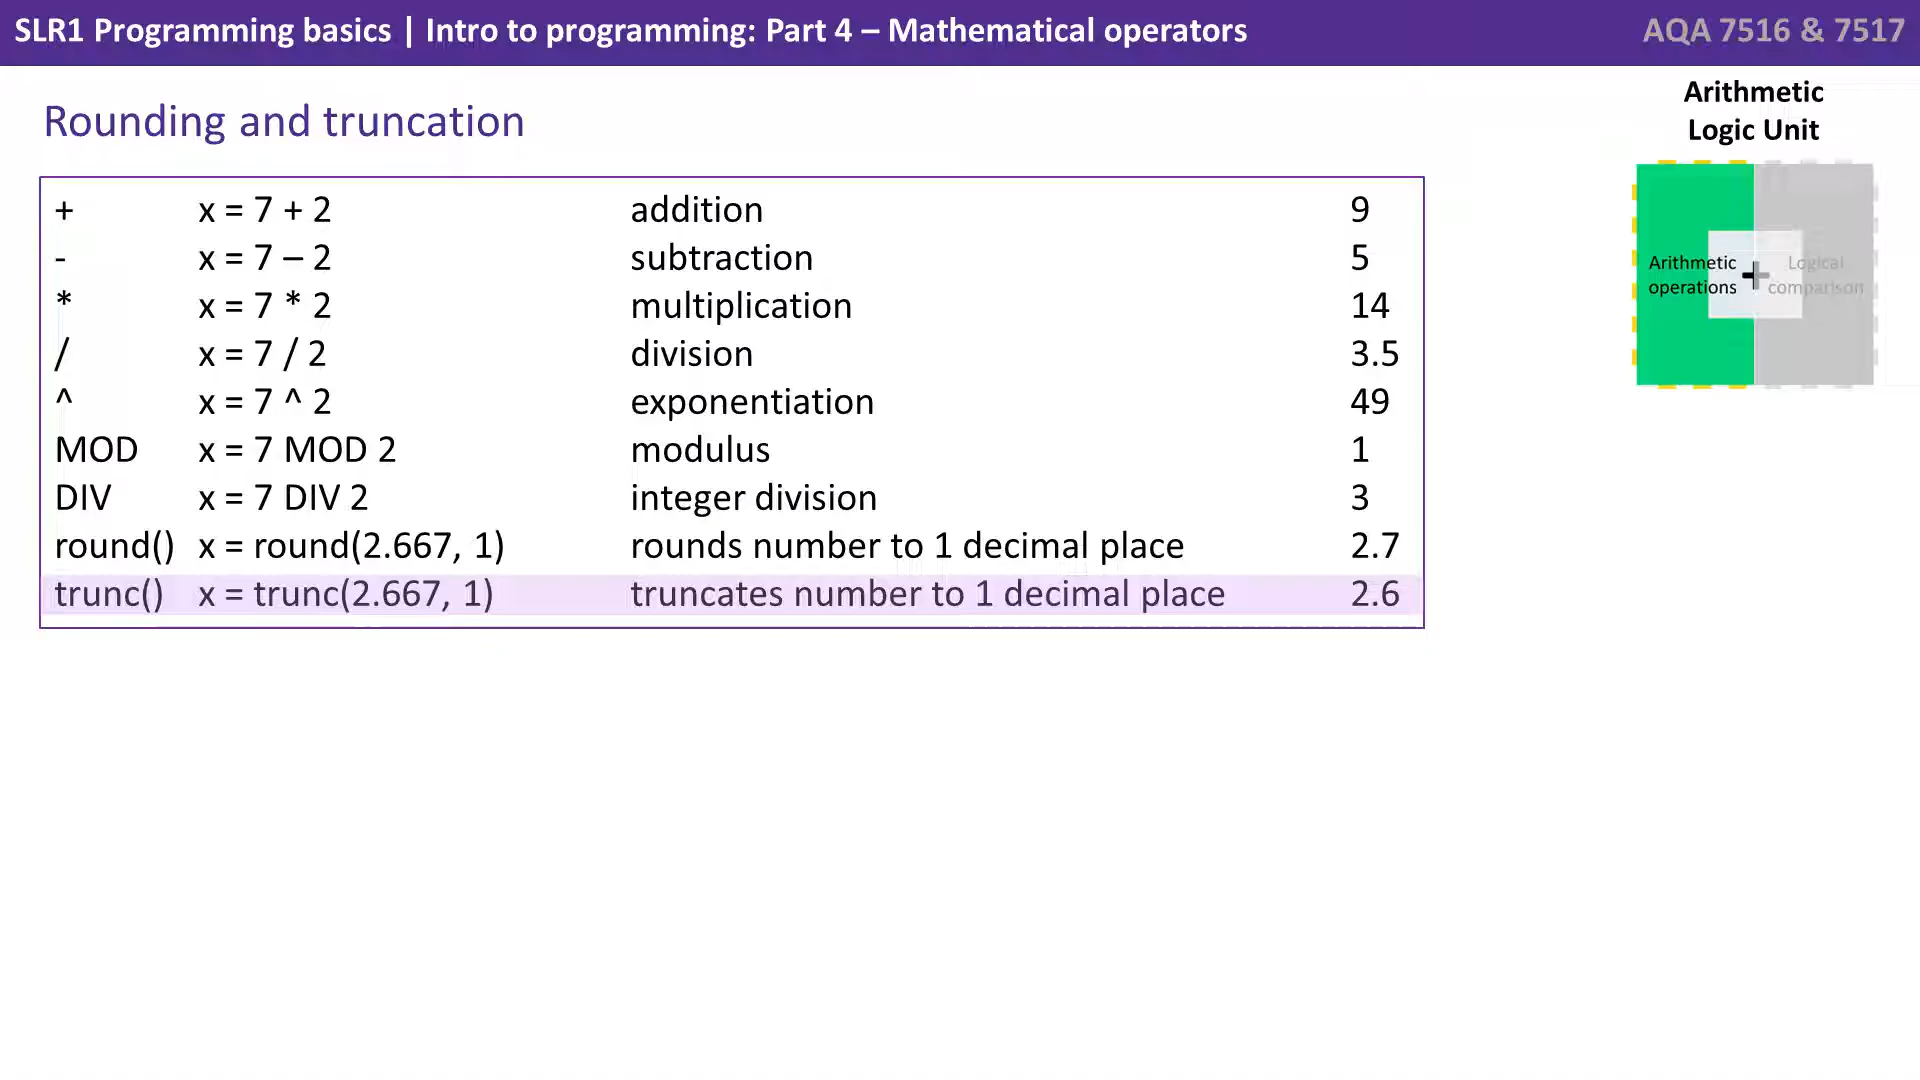 SLR1 Programming basics | Intro to programming: Part 4 – Mathematical operators
AQA 7516 & 7517
Rounding and truncation
+ x = 7 + 2 addition 9
- x = 7 – 2 subtraction 5
* x = 7 * 2 multiplication 14
/ x = 7 / 2 division 3.5
^ x = 7 ^ 2 exponentiation 49
MOD x = 7 MOD 2 modulus 1
DIV x = 7 DIV 2 integer division 3
round() x = round(2.667, 1) rounds number to 1 decimal place 2.7
trunc() x = trunc(2.667, 1) truncates number to 1 decimal place 2.6
Arithmetic
Logic Unit
Arithmetic
operations
+
Logical
comparison